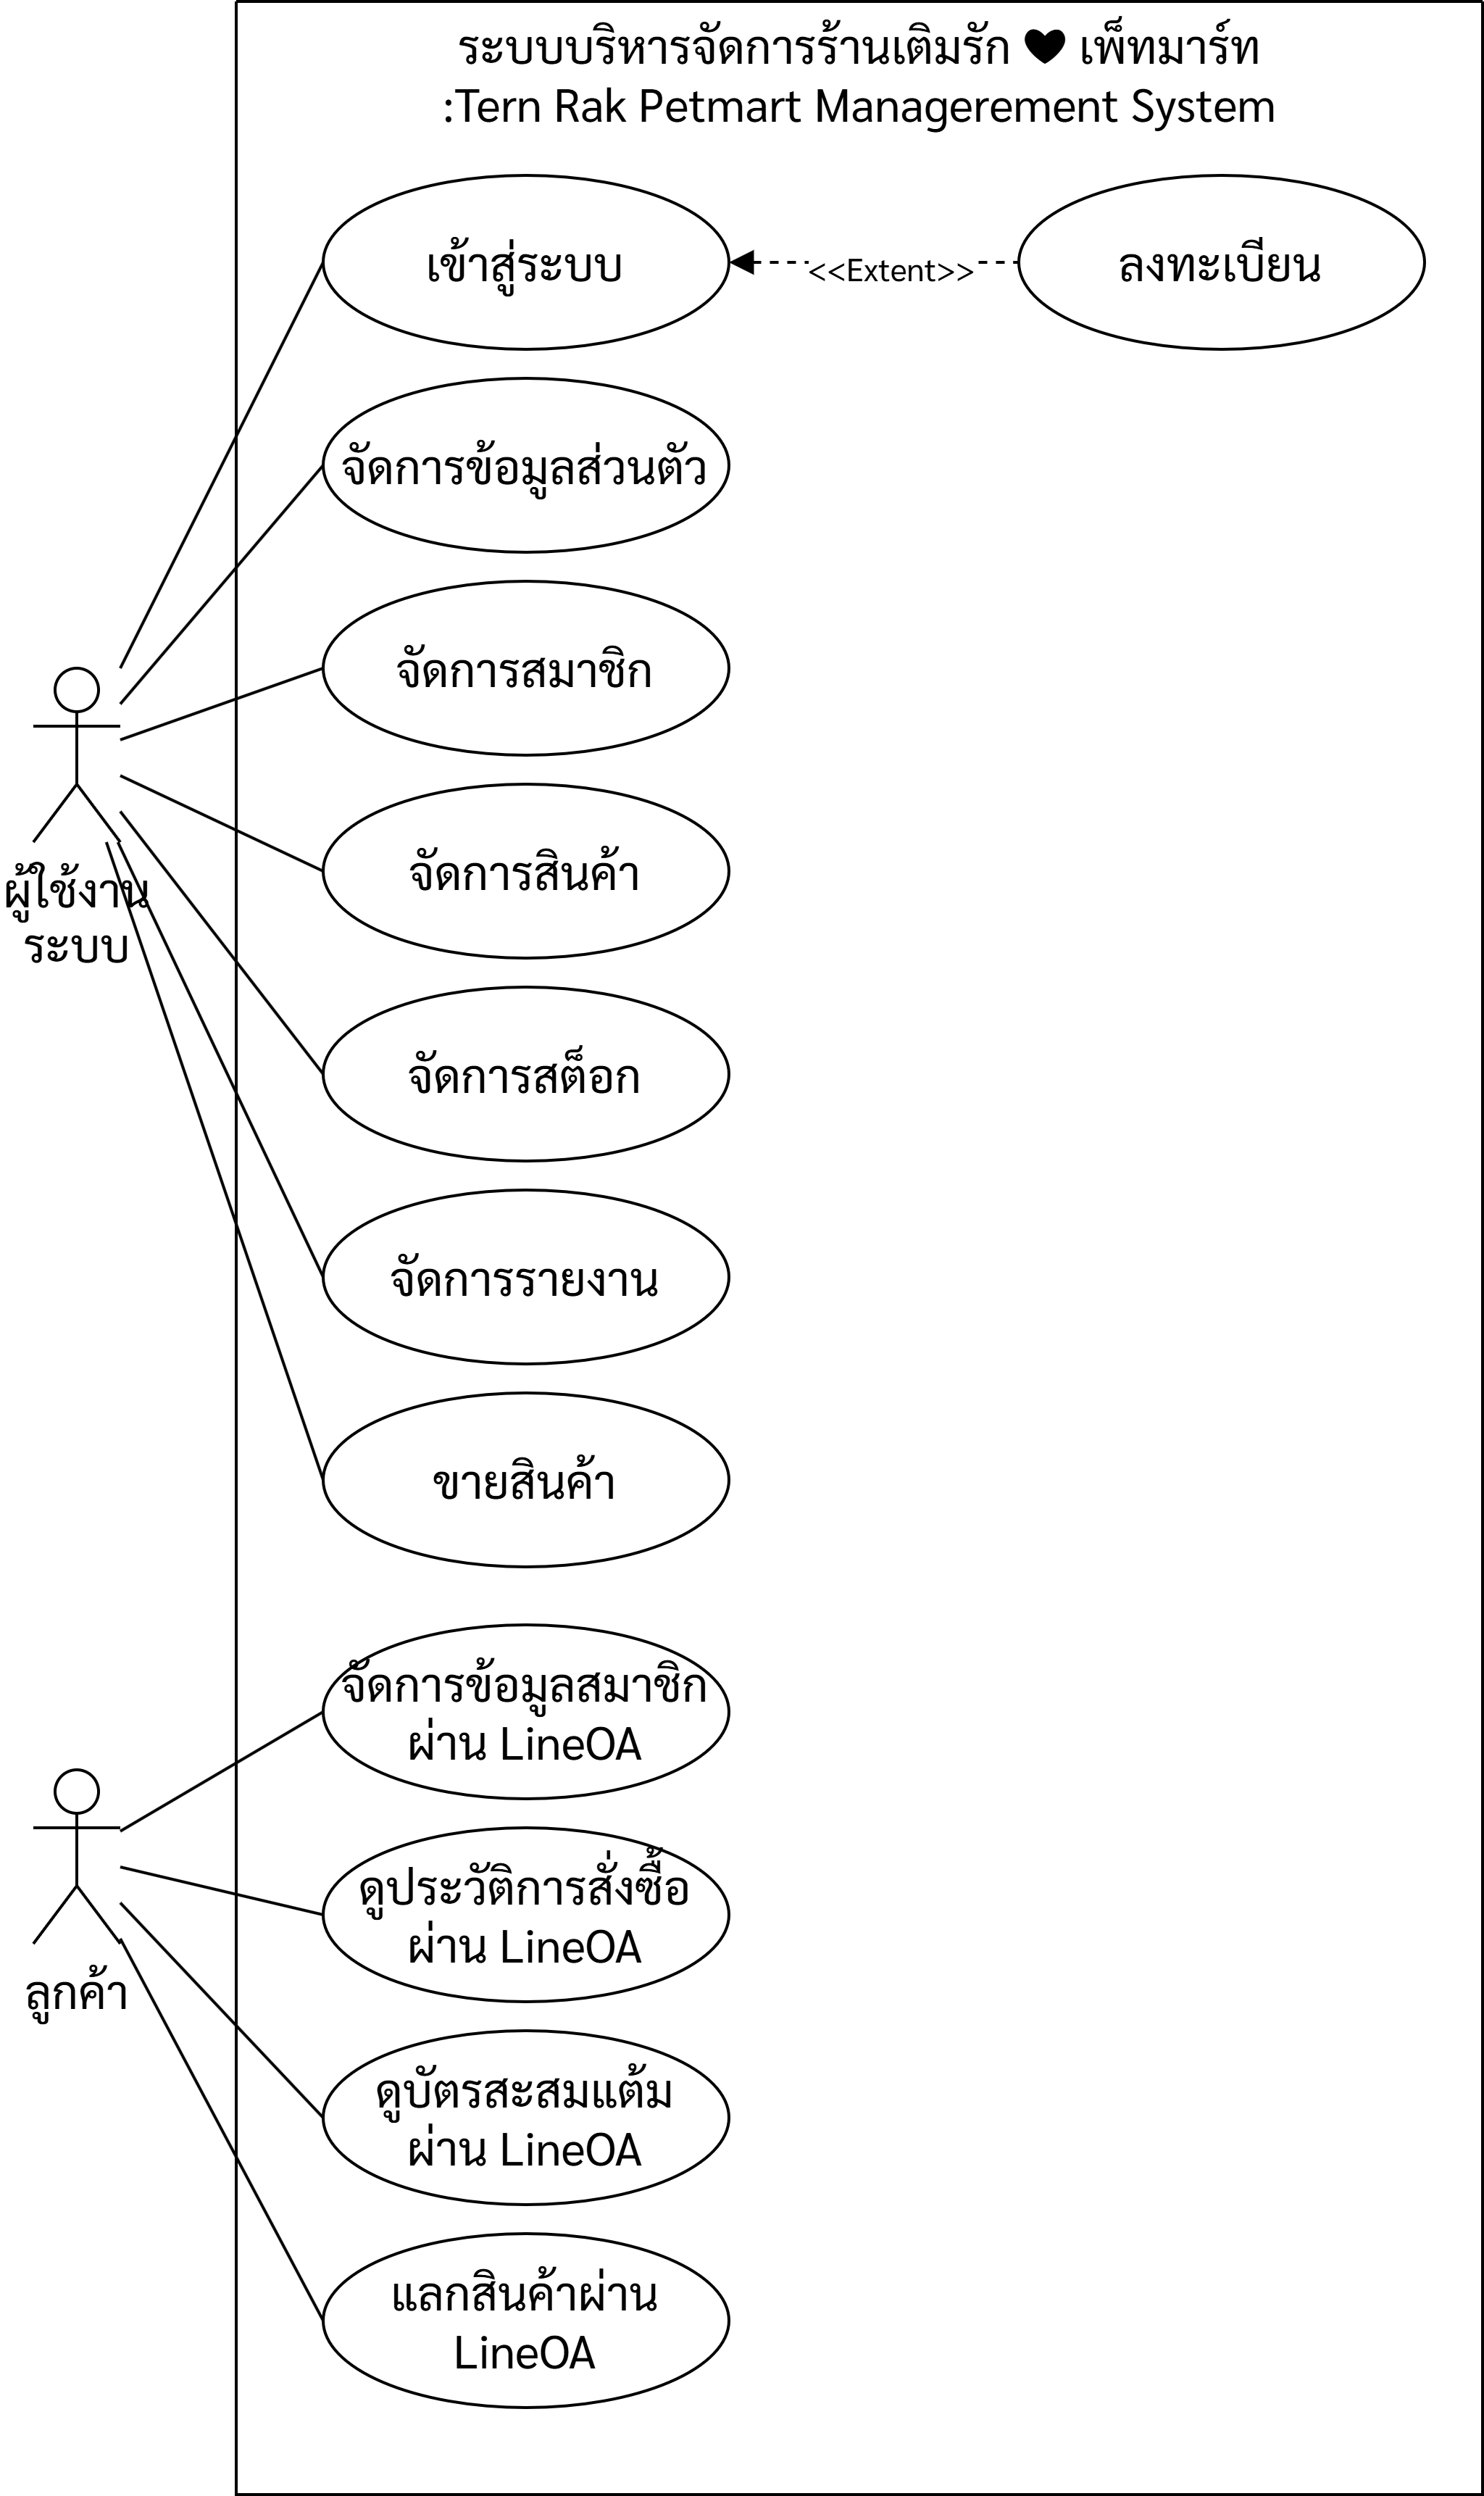 ระบบบริหารจัดการร้านเติมรัก ♥ เพ็ทมาร์ท
:Tern Rak Petmart Managerement System
เข้าสู่ระบบ
<<Extent>>
ลงทะเบียน
จัดการข้อมูลส่วนตัว
จัดการสมาชิก
จัดการสินค้า
ผู้ใช้งาน
ระบบ
จัดการสต็อก
จัดการรายงาน
ขายสินค้า
จัดการข้อมูลสมาชิก
ผ่าน LineOA
ดูประวัติการสั่งซื้อ
ผ่าน LineOA
ลูกค้า
ดูบัตรสะสมแต้ม
ผ่าน LineOA
แลกสินค้าผ่าน
LineOA